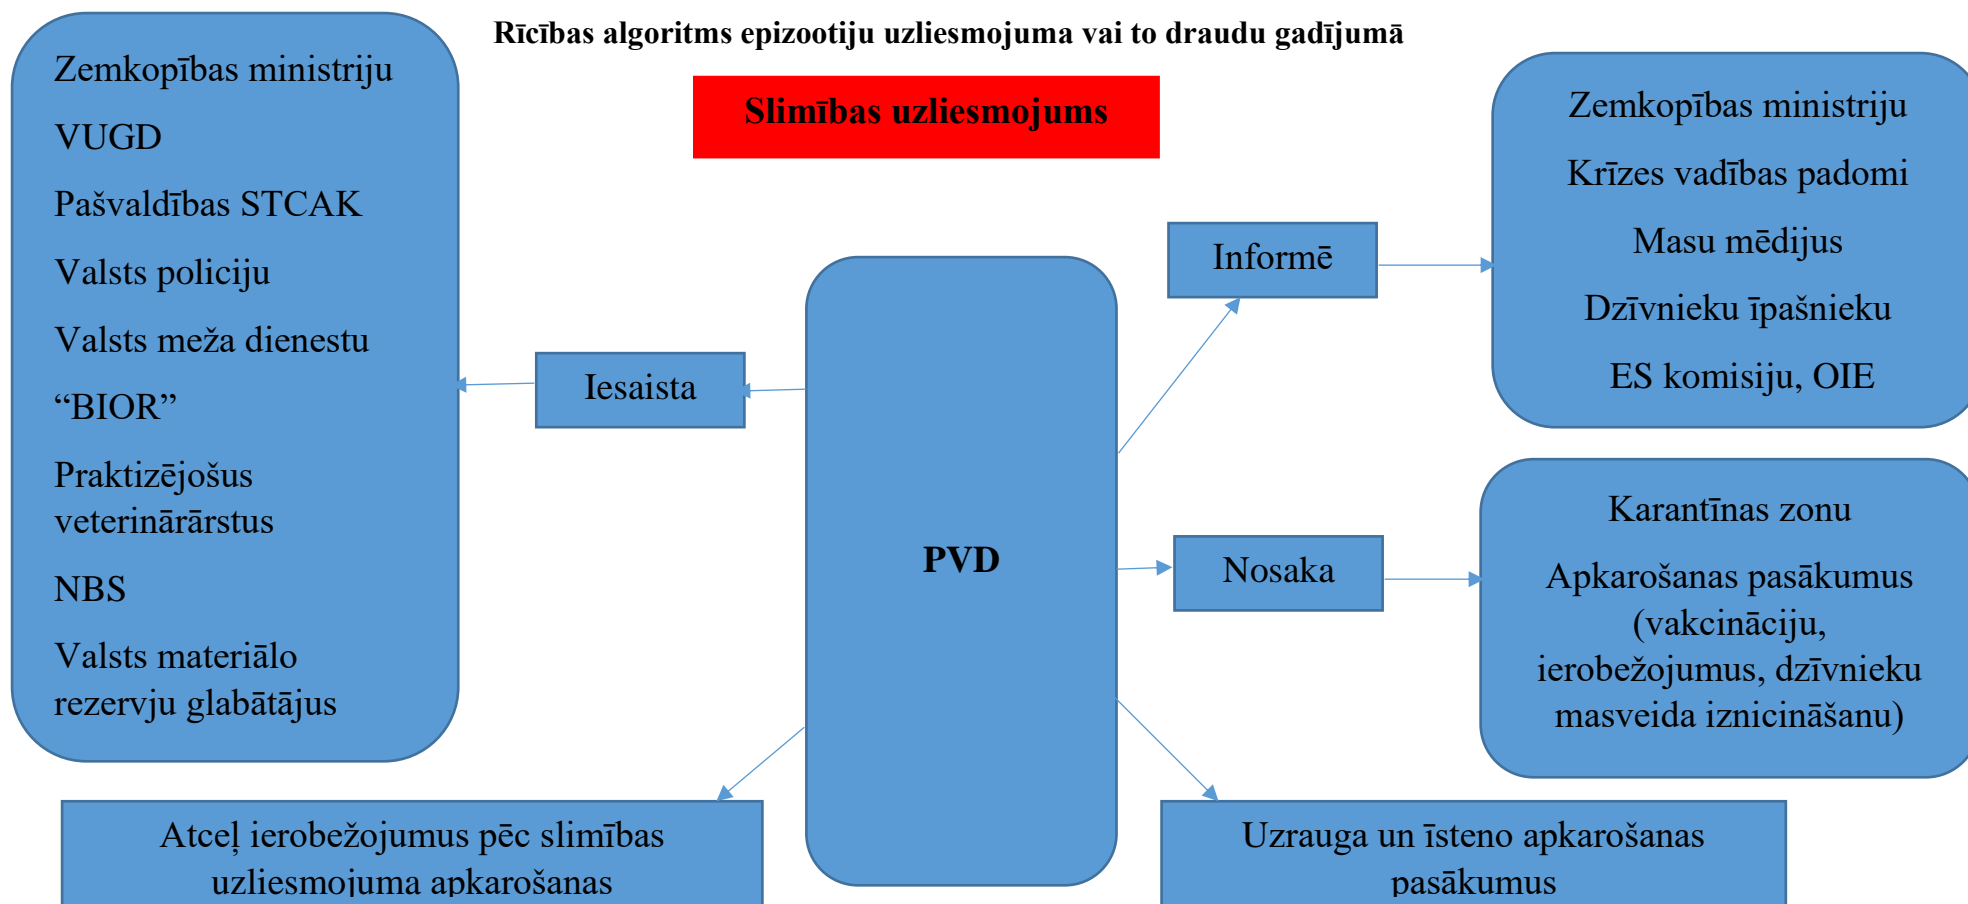 Rīcības algoritms epizootiju uzliesmojuma vai to draudu gadījumā
Slimības uzliesmojums
Zemkopības ministriju
VUGD
Pašvaldības STCAK
Valsts policiju
Valsts meža dienestu
“BIOR”
Praktizējošus
veterinārārstus
NBS
Valsts materiālo
rezervju glabātājus
Iesaista
PVD
Informē
Zemkopības ministriju
Krīzes vadības padomi
Masu mēdijus
Dzīvnieku īpašnieku
ES komisiju, OIE
Nosaka
Karantīnas zonu
Apkarošanas pasākumus
(vakcināciju,
ierobežojumus, dzīvnieku
masveida iznicināšanu)
Atceļ ierobežojumus pēc slimības
uzliesmojuma apkarošanas
Uzrauga un īsteno apkarošanas
pasākumus